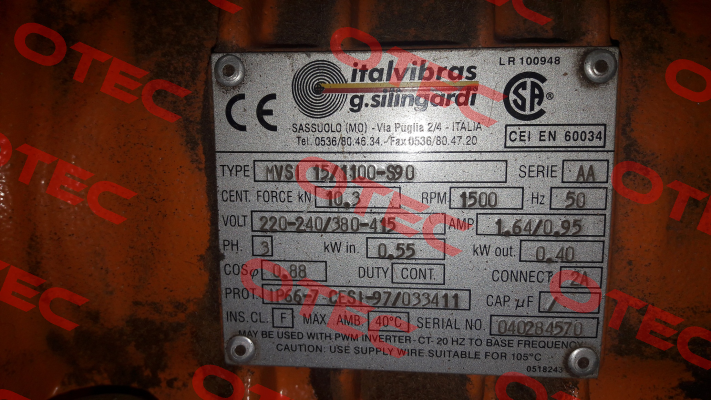 OTEC OTEC OTEC OTEC
italvibras LR 100948
g.silingardi
CE SA
SASSUOLO (MO) - Via Puglia 2/4 - ITALIA
Tel. 0536/80.46.34 - Fax 0536/80.47.20 CEI EN 60034
TYPE MVSI 15/1100-S90 SERIE AA
CENT. FORCE kN 10.3 RPM 1500 Hz 50
VOLT 220-240/380-415 AMP. 1.64/0.95
PH. 3 kW in. 0.55 kW out. 0.40
COSφ 0.88 DUTY CONT. CONNECT. 2A
PROT. IP66-7 CESI-97/033411 CAP. µF /
INS.CL. F MAX. AMB. 40°C SERIAL NO. 040284570
MAY BE USED WITH PWM INVERTER -CT- 20 HZ TO BASE FREQUENCY
CAUTION: USE SUPPLY WIRE SUITABLE FOR 105°C